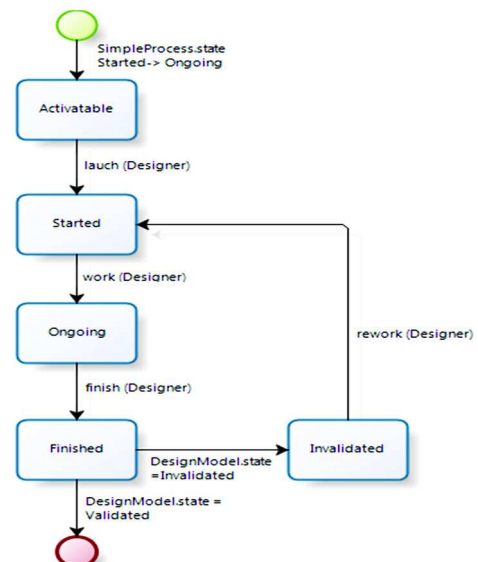 SimpleProcess.state
Started-> Ongoing
Activatable
lauch (Designer)
Started
work (Designer)
Ongoing
rework (Designer)
finish (Designer)
Finished
Invalidated
DesignModel.state
=Invalidated
DesignModel.state =
Validated